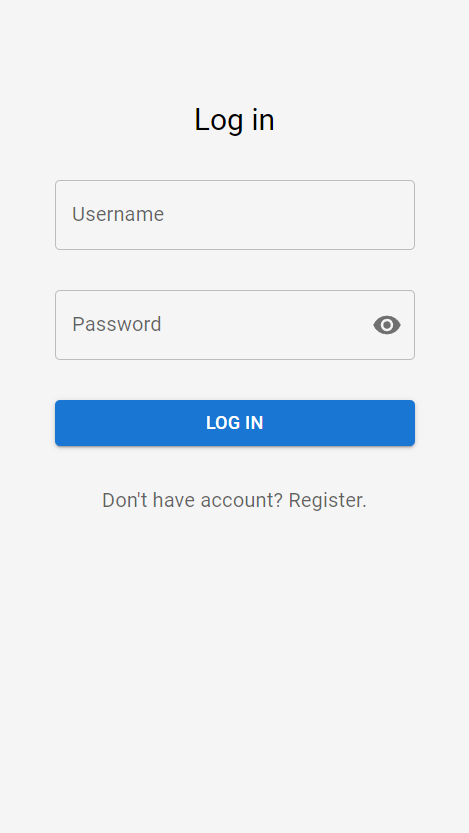 Log in
Username
Password
LOG IN
Don't have account? Register.